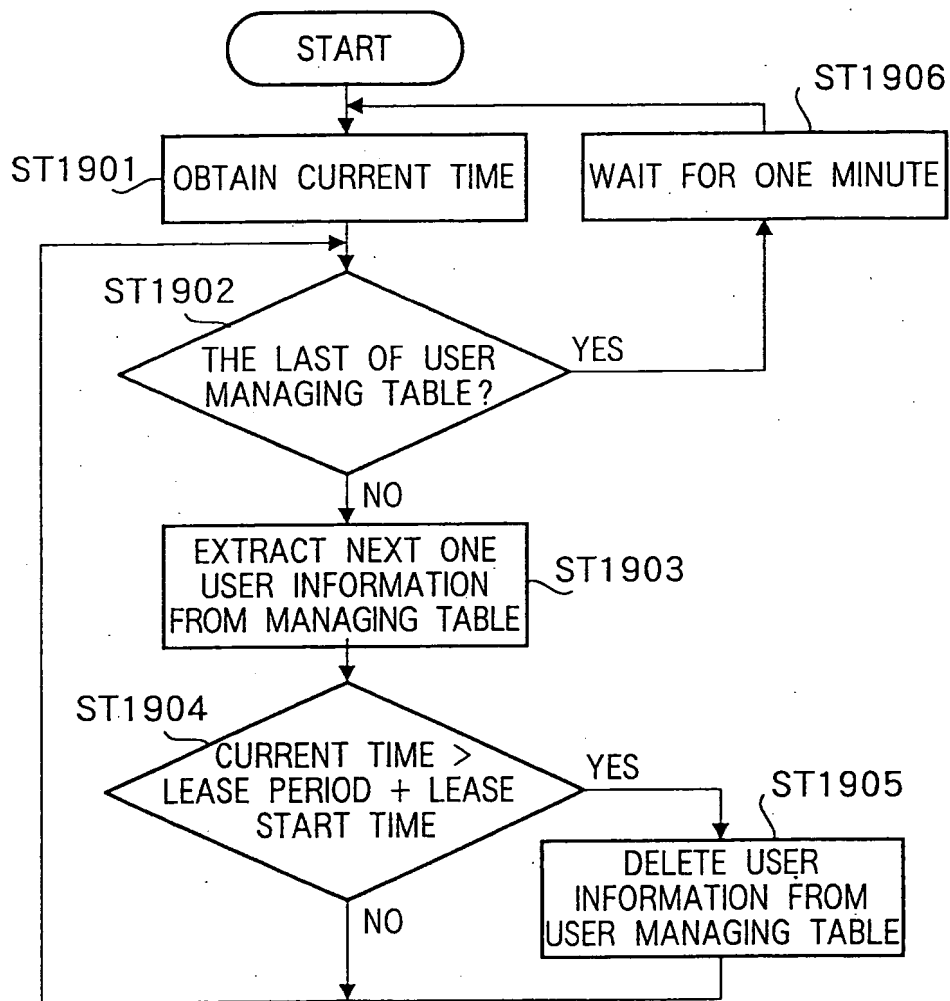 START
ST1906
ST1901
OBTAIN CURRENT TIME
WAIT FOR ONE MINUTE
ST1902
THE LAST OF USER
MANAGING TABLE?
YES
NO
EXTRACT NEXT ONE
USER INFORMATION
FROM MANAGING TABLE
ST1903
ST1904
CURRENT TIME >
LEASE PERIOD + LEASE
START TIME
YES
ST1905
DELETE USER
INFORMATION FROM
USER MANAGING TABLE
NO